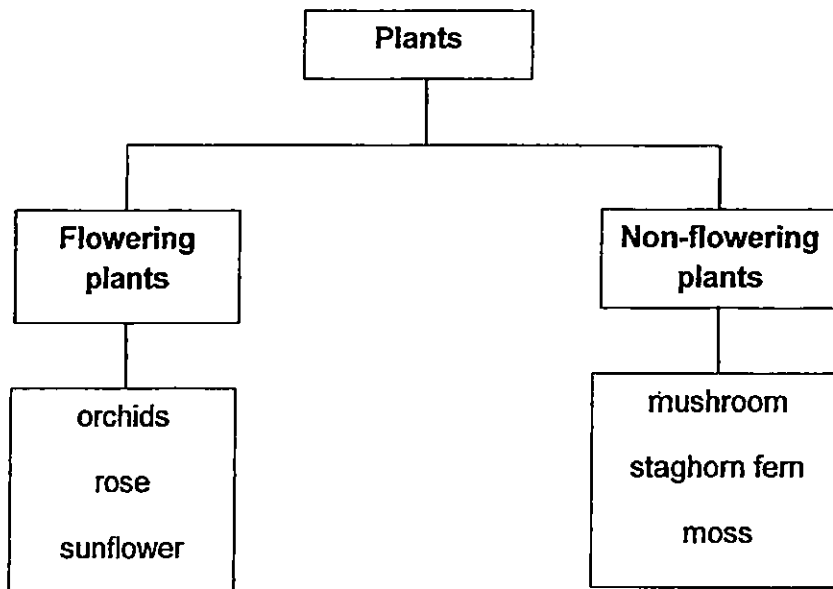 Plants
Flowering
plants
Non-flowering
plants
orchids
rose
sunflower
mushroom
staghorn fern
moss